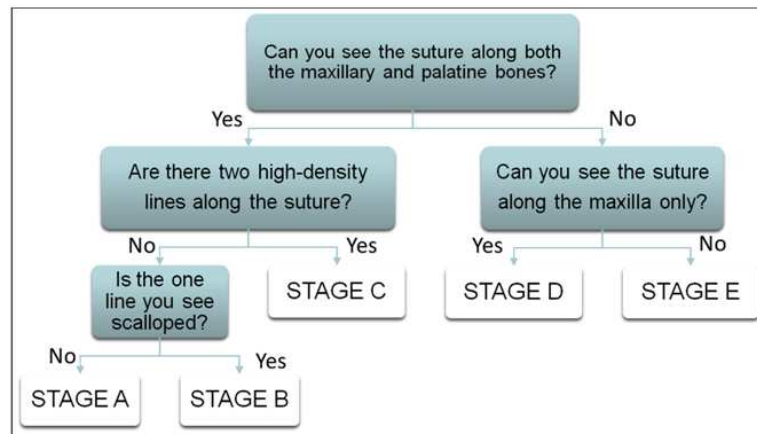 Can you see the suture along both
the maxillary and palatine bones?
Yes
No
Are there two high-density
lines along the suture?
Can you see the suture
along the maxilla only?
No
Yes
Yes
No
Is the one
line you see
scalloped?
STAGE C
STAGE D
STAGE E
No
Yes
STAGE A
STAGE B